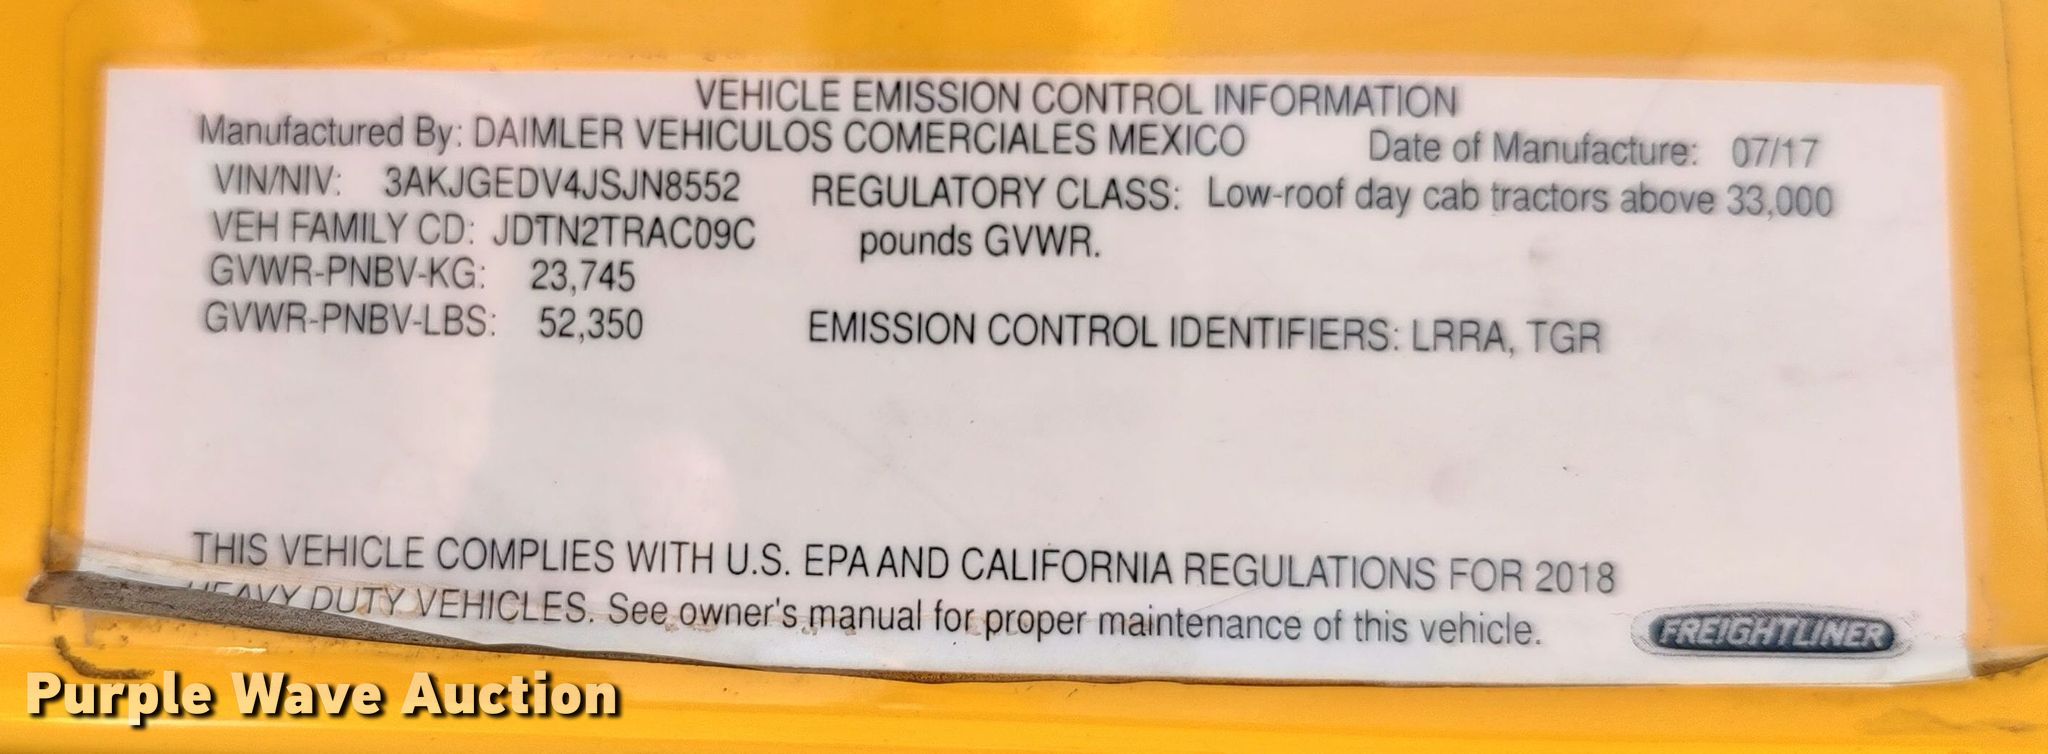 VEHICLE EMISSION CONTROL INFORMATION
Manufactured By: DAIMLER VEHICULOS COMERCIALES MEXICO Date of Manufacture: 07/17
VIN/NIV: 3AKJGEDV4JSJN8552 REGULATORY CLASS: Low-roof day cab tractors above 33,000
VEH FAMILY CD: JDTN2TRAC09C pounds GVWR.
GVWR-PNBV-KG: 23,745
GVWR-PNBV-LBS: 52,350 EMISSION CONTROL IDENTIFIERS: LRRA, TGR
THIS VEHICLE COMPLIES WITH U.S. EPA AND CALIFORNIA REGULATIONS FOR 2018
HEAVY DUTY VEHICLES. See owner's manual for proper maintenance of this vehicle.
FREIGHTLINER
Purple Wave Auction